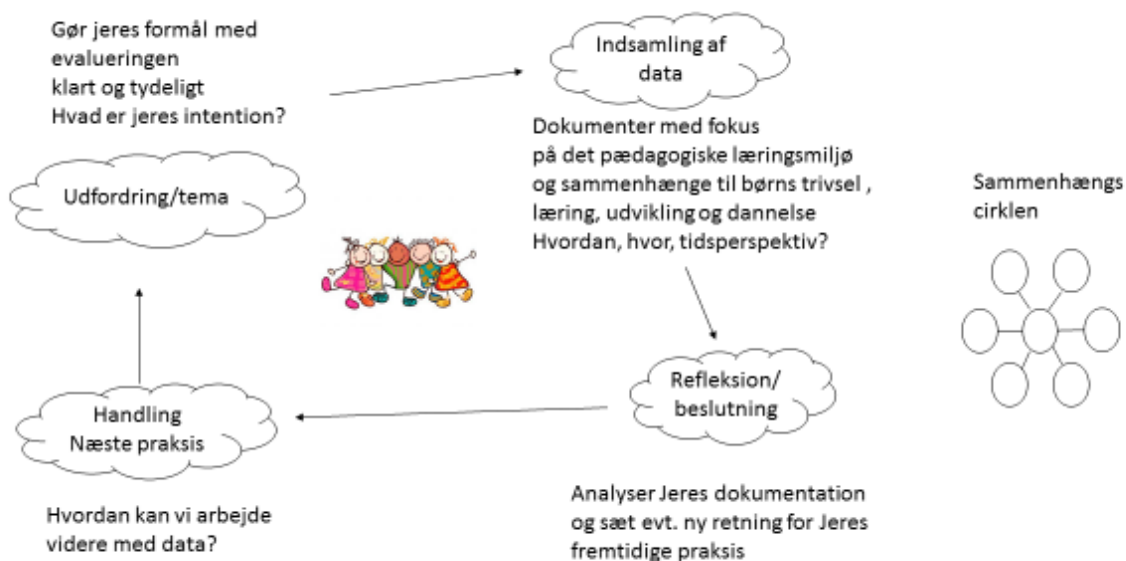 Gør jeres formål med
evalueringen
klart og tydeligt
Hvad er jeres intention?
Udfordring/tema
Indsamling af
data
Dokumenter med fokus
på det pædagogiske læringsmiljø
og sammenhænge til børns trivsel ,
læring, udvikling og dannelse
Hvordan, hvor, tidsperspektiv?
Sammenhængs
cirklen
Refleksion/
beslutning
Analyser Jeres dokumentation
og sæt evt. ny retning for Jeres
fremtidige praksis
Handling
Næste praksis
Hvordan kan vi arbejde
videre med data?